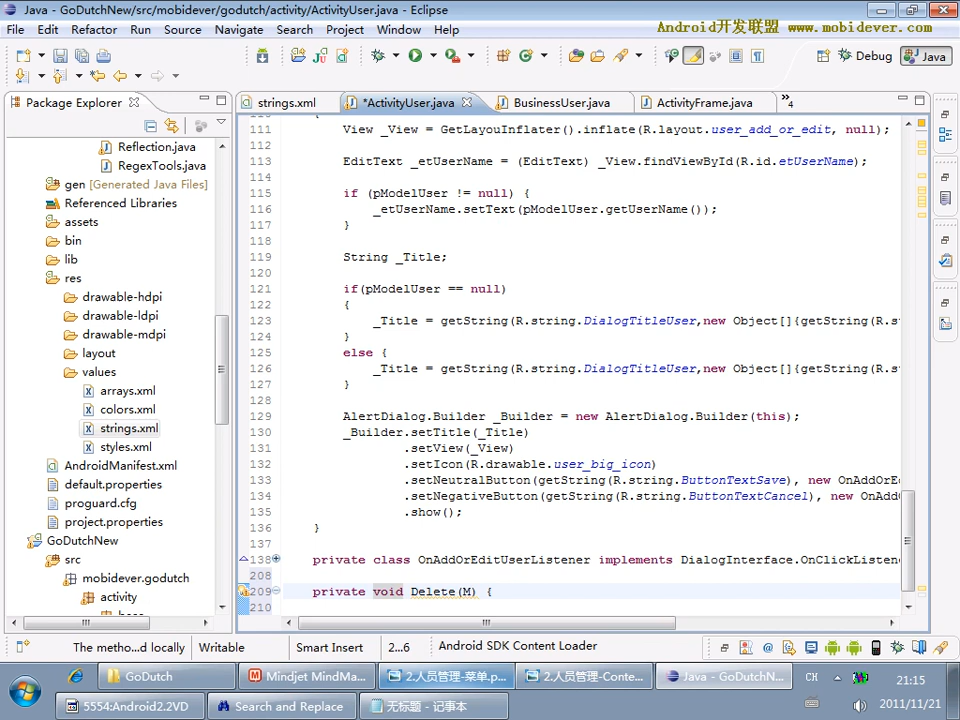 Java - GoDutchNew/src/mobidever/godutch/activity/ActivityUser.java - Eclipse
File Edit Refactor Run Source Navigate Search Project Window Help
Android开发联盟 www.mobidever.com
Debug Java
Package Explorer
strings.xml *ActivityUser.java BusinessUser.java ActivityFrame.java »4
Reflection.java
RegexTools.java
gen [Generated Java Files]
Referenced Libraries
assets
bin
lib
res
drawable-hdpi
drawable-ldpi
drawable-mdpi
layout
values
arrays.xml
colors.xml
strings.xml
styles.xml
AndroidManifest.xml
default.properties
proguard.cfg
project.properties
GoDutchNew
src
mobidever.godutch
activity
111 View _View = GetLayouInflater().inflate(R.layout.user_add_or_edit, null);
112
113 EditText _etUserName = (EditText) _View.findViewById(R.id.etUserName);
114
115 if (pModelUser != null) {
116 _etUserName.setText(pModelUser.getUserName());
117 }
118
119 String _Title;
120
121 if(pModelUser == null)
122 {
123 _Title = getString(R.string.DialogTitleUser,new Object[]{getString(R.s
124 }
125 else {
126 _Title = getString(R.string.DialogTitleUser,new Object[]{getString(R.s
127 }
128
129 AlertDialog.Builder _Builder = new AlertDialog.Builder(this);
130 _Builder.setTitle(_Title)
131 .setView(_View)
132 .setIcon(R.drawable.user_big_icon)
133 .setNeutralButton(getString(R.string.ButtonTextSave), new OnAddOrE
134 .setNegativeButton(getString(R.string.ButtonTextCancel), new OnAdd
135 .show();
136 }
137
138 private class OnAddOrEditUserListener implements DialogInterface.OnClickListene
208
209 private void Delete(M) {
210
The metho...d locally Writable Smart Insert 2...6 Android SDK Content Loader
GoDutch Mindjet MindMa... 2.人员管理-菜单.p... 2.人员管理-Conte... Java - GoDutchN... CH
5554:Android2.2VD Search and Replace 无标题 - 记事本
21:15
2011/11/21